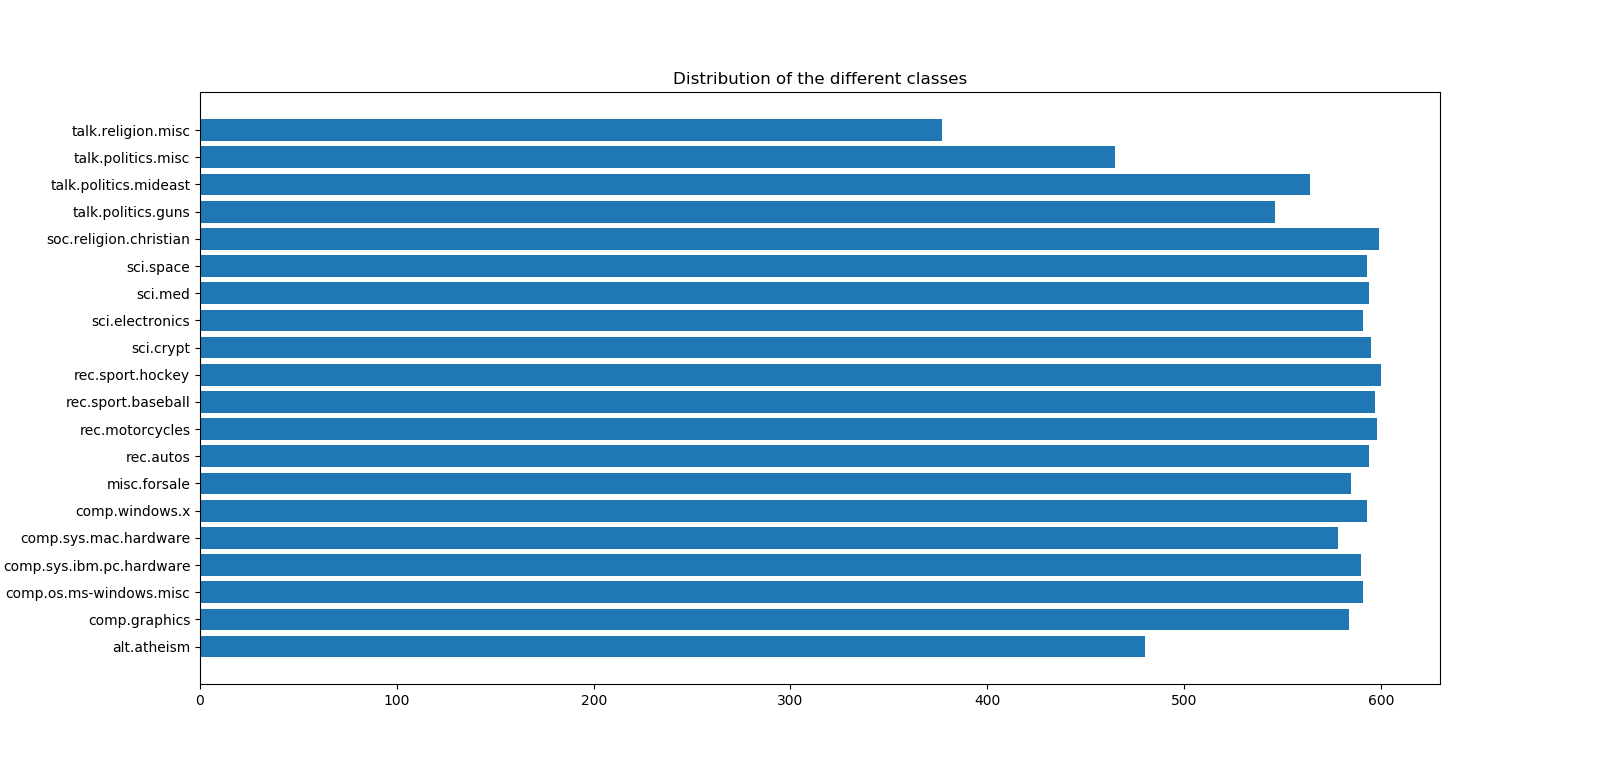 Distribution of the different classes
talk.religion.misc
talk.politics.misc
talk.politics.mideast
talk.politics.guns
soc.religion.christian
sci.space
sci.med
sci.electronics
sci.crypt
rec.sport.hockey
rec.sport.baseball
rec.motorcycles
rec.autos
misc.forsale
comp.windows.x
comp.sys.mac.hardware
comp.sys.ibm.pc.hardware
comp.os.ms-windows.misc
comp.graphics
alt.atheism
0 100 200 300 400 500 600